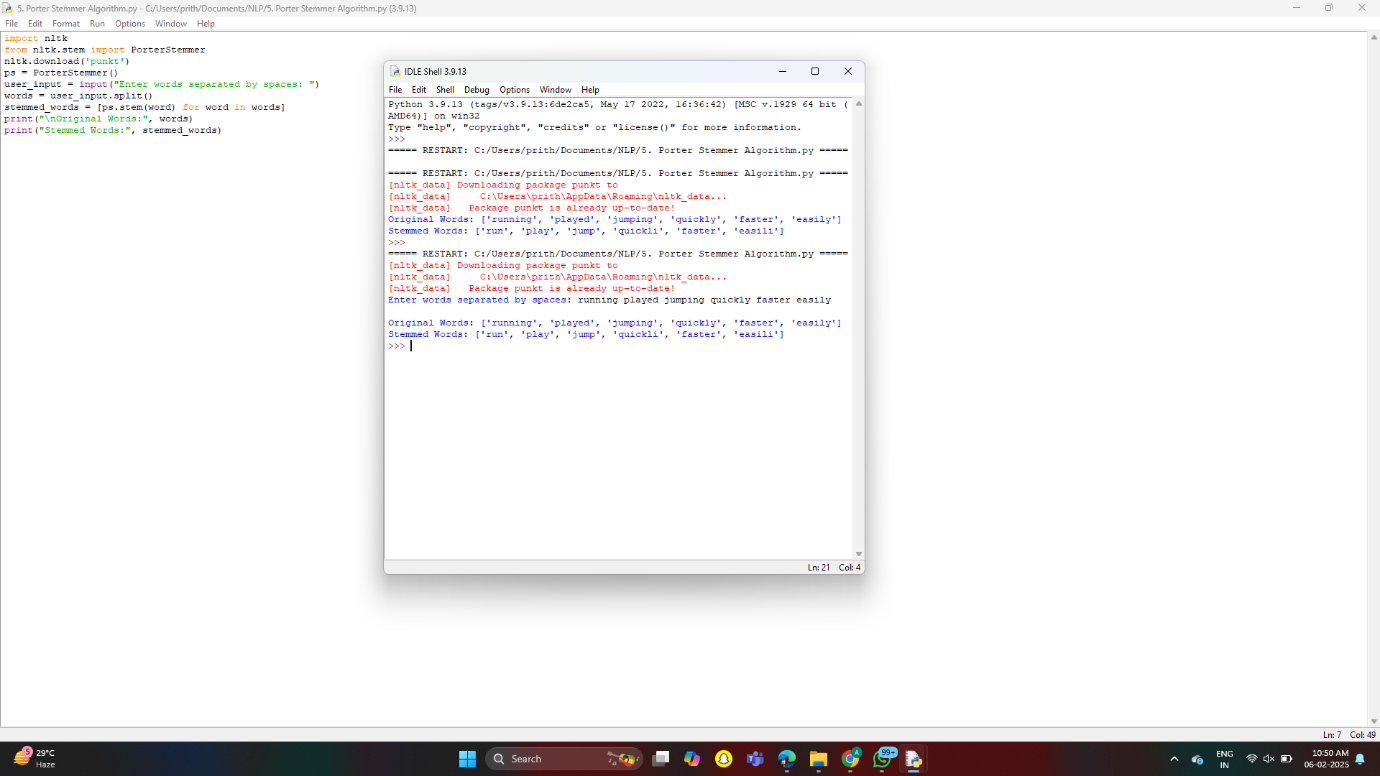 5. Porter Stemmer Algorithm.py - C:/Users/prith/Documents/NLP/5. Porter Stemmer Algorithm.py (3.9.13)
File Edit Format Run Options Window Help
import nltk
from nltk.stem import PorterStemmer
nltk.download('punkt')
ps = PorterStemmer()
user_input = input("Enter words separated by spaces: ")
words = user_input.split()
stemmed_words = [ps.stem(word) for word in words]
print("\nOriginal Words:", words)
print("Stemmed Words:", stemmed_words)
IDLE Shell 3.9.13
File Edit Shell Debug Options Window Help
Python 3.9.13 (tags/v3.9.13:6de2ca5, May 17 2022, 16:36:42) [MSC v.1929 64 bit (
AMD64)] on win32
Type "help", "copyright", "credits" or "license()" for more information.
>>>
===== RESTART: C:/Users/prith/Documents/NLP/5. Porter Stemmer Algorithm.py =====
===== RESTART: C:/Users/prith/Documents/NLP/5. Porter Stemmer Algorithm.py =====
[nltk_data] Downloading package punkt to
[nltk_data]     C:\Users\prith\AppData\Roaming\nltk_data...
[nltk_data]   Package punkt is already up-to-date!
Original Words: ['running', 'played', 'jumping', 'quickly', 'faster', 'easily']
Stemmed Words: ['run', 'play', 'jump', 'quickli', 'faster', 'easili']
>>>
===== RESTART: C:/Users/prith/Documents/NLP/5. Porter Stemmer Algorithm.py =====
[nltk_data] Downloading package punkt to
[nltk_data]     C:\Users\prith\AppData\Roaming\nltk_data...
[nltk_data]   Package punkt is already up-to-date!
Enter words separated by spaces: running played jumping quickly faster easily
Original Words: ['running', 'played', 'jumping', 'quickly', 'faster', 'easily']
Stemmed Words: ['run', 'play', 'jump', 'quickli', 'faster', 'easili']
>>>
Ln: 21 Col: 4
Ln: 7 Col: 49
5
29°C
Haze
Search
A
99+
ENG
IN
10:50 AM
06-02-2025